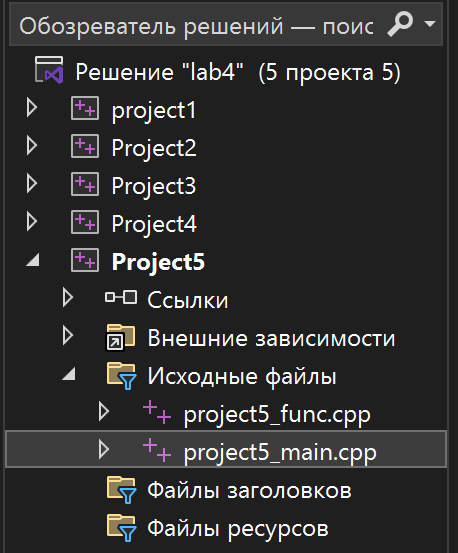 Обозреватель решений — поис
Решение "lab4" (5 проекта 5)
project1
Project2
Project3
Project4
Project5
Ссылки
Внешние зависимости
Исходные файлы
project5_func.cpp
project5_main.cpp
Файлы заголовков
Файлы ресурсов